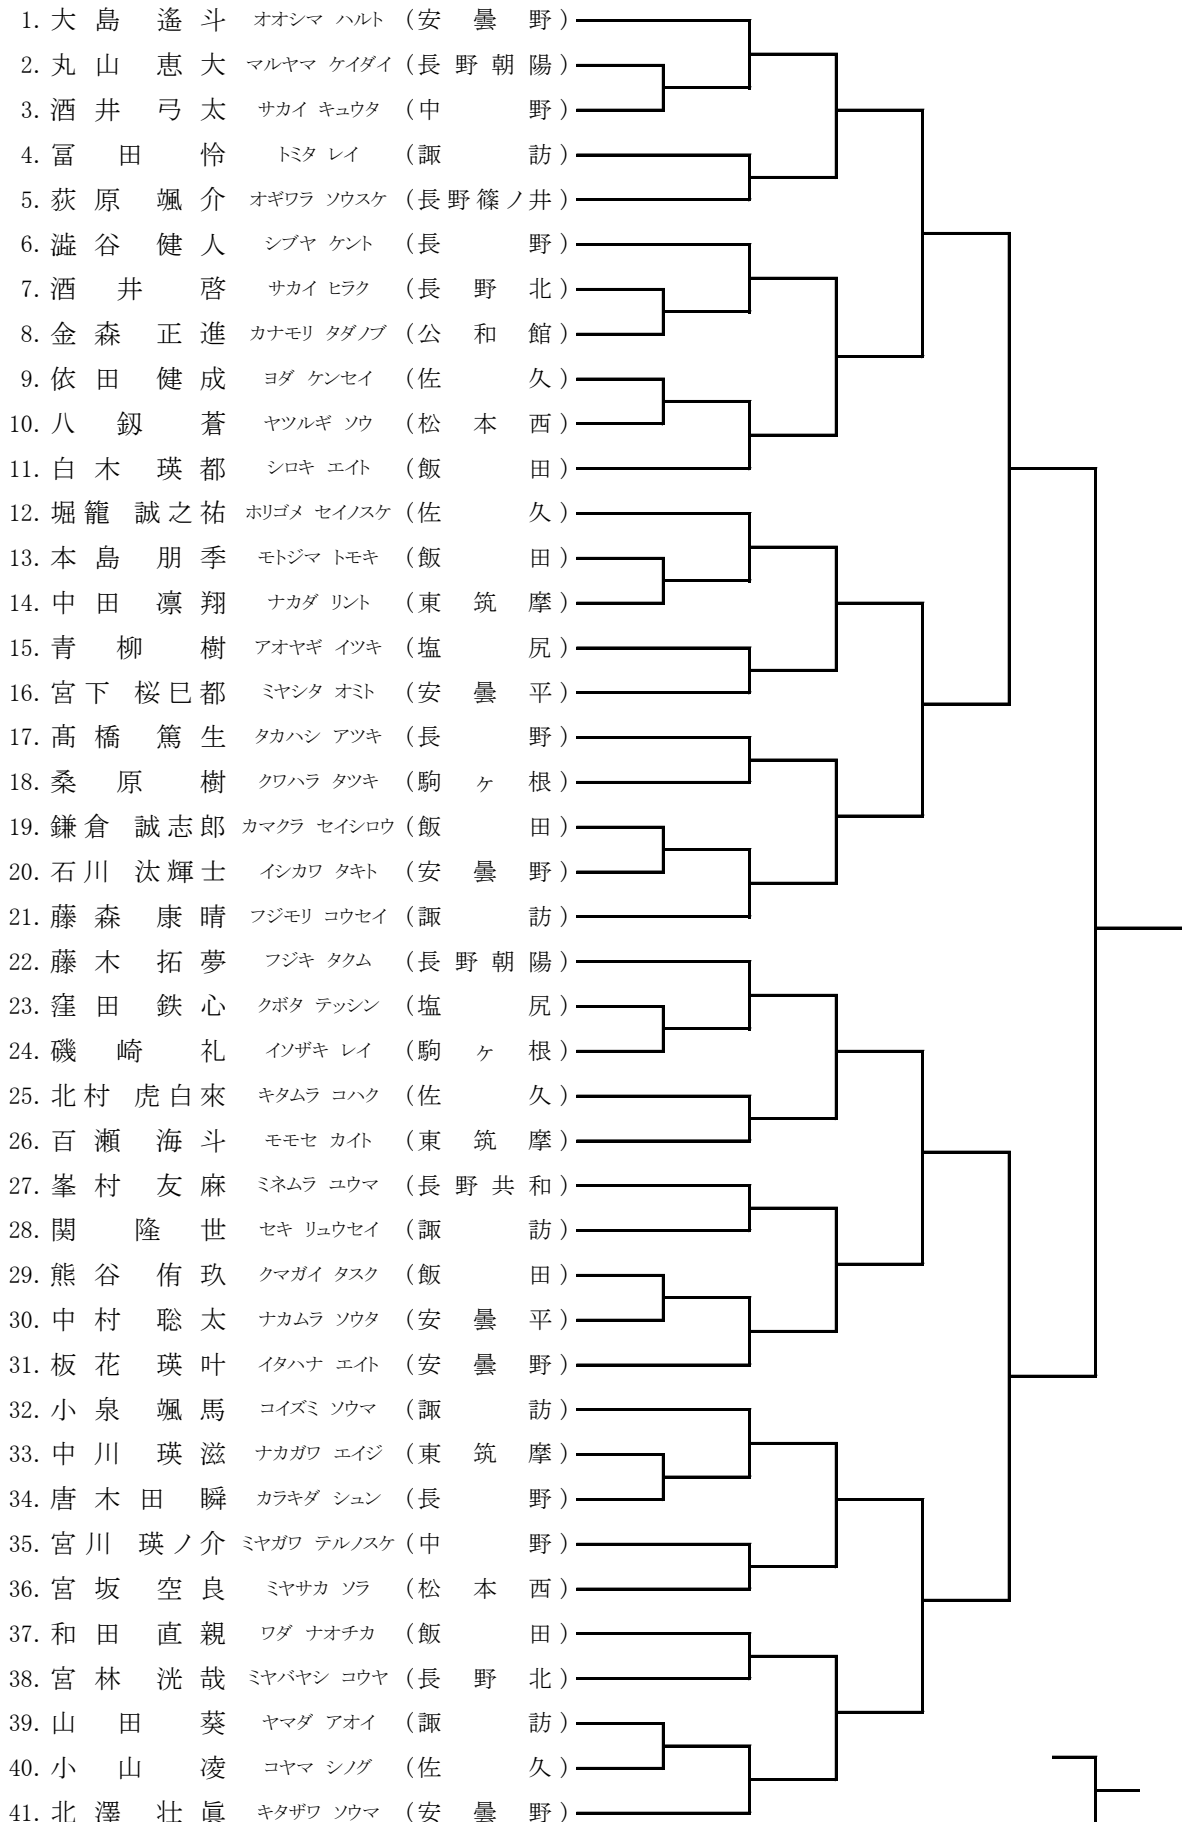 1. 大島 遙斗 オオシマ ハルト (安曇野)
2. 丸山 恵大 マルヤマ ケイダイ (長野朝陽)
3. 酒井 弓太 サカイ キュウタ (中野)
4. 冨田 怜 トミタ レイ (諏訪)
5. 荻原 颯介 オギワラ ソウスケ (長野篠ノ井)
6. 澁谷 健人 シブヤ ケント (長野)
7. 酒井 啓 サカイ ヒラク (長野北)
8. 金森 正進 カナモリ タダノブ (公和館)
9. 依田 健成 ヨダ ケンセイ (佐久)
10. 八釼 蒼 ヤツルギ ソウ (松本西)
11. 白木 瑛都 シロキ エイト (飯田)
12. 堀籠 誠之祐 ホリゴメ セイノスケ (佐久)
13. 本島 朋季 モトジマ トモキ (飯田)
14. 中田 凛翔 ナカダ リント (東筑摩)
15. 青柳 樹 アオヤギ イツキ (塩尻)
16. 宮下 桜巳都 ミヤシタ オミト (安曇平)
17. 髙橋 篤生 タカハシ アツキ (長野)
18. 桑原 樹 クワハラ タツキ (駒ヶ根)
19. 鎌倉 誠志郎 カマクラ セイシロウ (飯田)
20. 石川 汰輝士 イシカワ タキト (安曇野)
21. 藤森 康晴 フジモリ コウセイ (諏訪)
22. 藤木 拓夢 フジキ タクム (長野朝陽)
23. 窪田 鉄心 クボタ テッシン (塩尻)
24. 磯崎 礼 イソザキ レイ (駒ヶ根)
25. 北村 虎白來 キタムラ コハク (佐久)
26. 百瀬 海斗 モモセ カイト (東筑摩)
27. 峯村 友麻 ミネムラ ユウマ (長野共和)
28. 関 隆世 セキ リュウセイ (諏訪)
29. 熊谷 侑玖 クマガイ タスク (飯田)
30. 中村 聡太 ナカムラ ソウタ (安曇平)
31. 板花 瑛叶 イタハナ エイト (安曇野)
32. 小泉 颯馬 コイズミ ソウマ (諏訪)
33. 中川 瑛滋 ナカガワ エイジ (東筑摩)
34. 唐木田 瞬 カラキダ シュン (長野)
35. 宮川 瑛ノ介 ミヤガワ テルノスケ (中野)
36. 宮坂 空良 ミヤサカ ソラ (松本西)
37. 和田 直親 ワダ ナオチカ (飯田)
38. 宮林 洸哉 ミヤバヤシ コウヤ (長野北)
39. 山田 葵 ヤマダ アオイ (諏訪)
40. 小山 凌 コヤマ シノグ (佐久)
41. 北澤 壮眞 キタザワ ソウマ (安曇野)